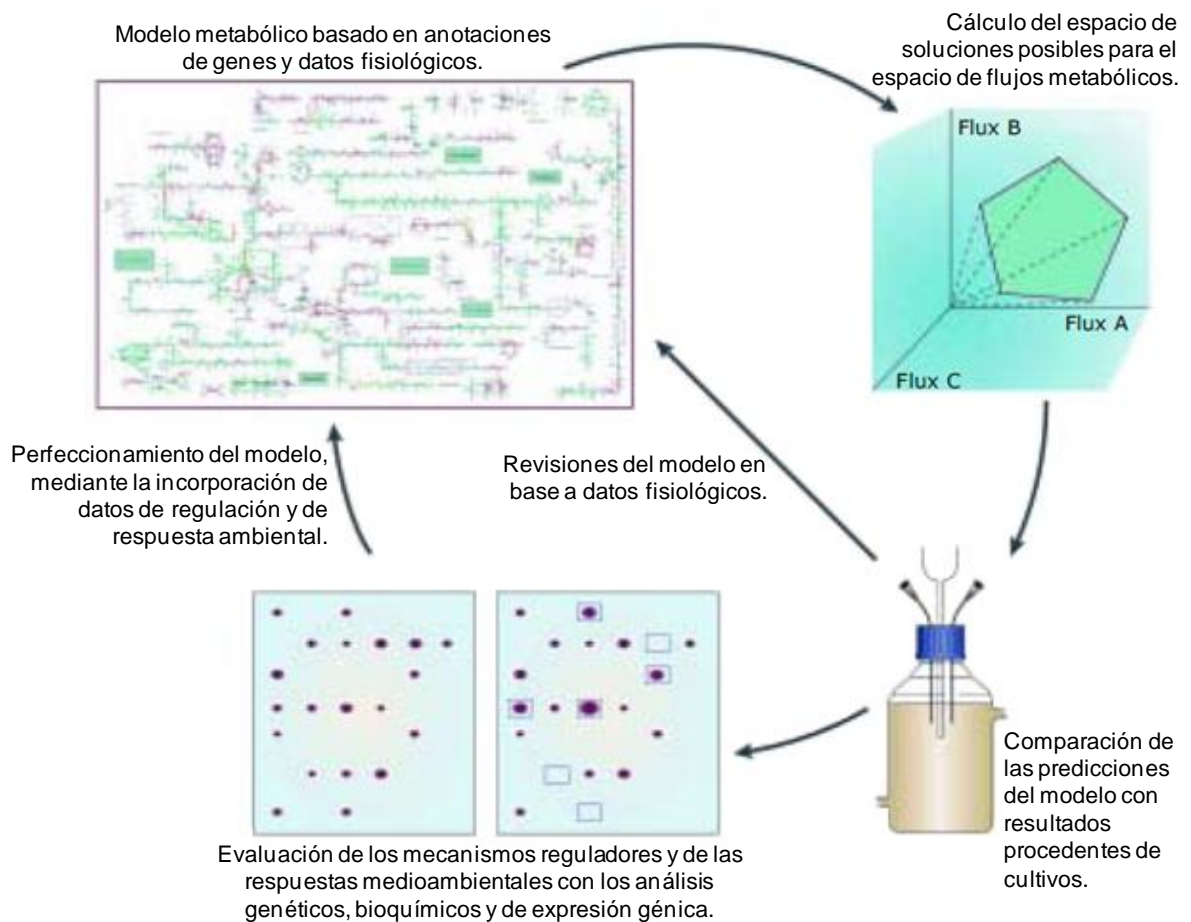 Modelo metabólico basado en anotaciones
de genes y datos fisiológicos.
Cálculo del espacio de
soluciones posibles para el
espacio de flujos metabólicos.
Flux B
Flux A
Flux C
Perfeccionamiento del modelo,
mediante la incorporación de
datos de regulación y de
respuesta ambiental.
Revisiones del modelo en
base a datos fisiológicos.
Comparación de
las predicciones
del modelo con
resultados
procedentes de
cultivos.
Evaluación de los mecanismos reguladores y de las
respuestas medioambientales con los análisis
genéticos, bioquímicos y de expresión génica.